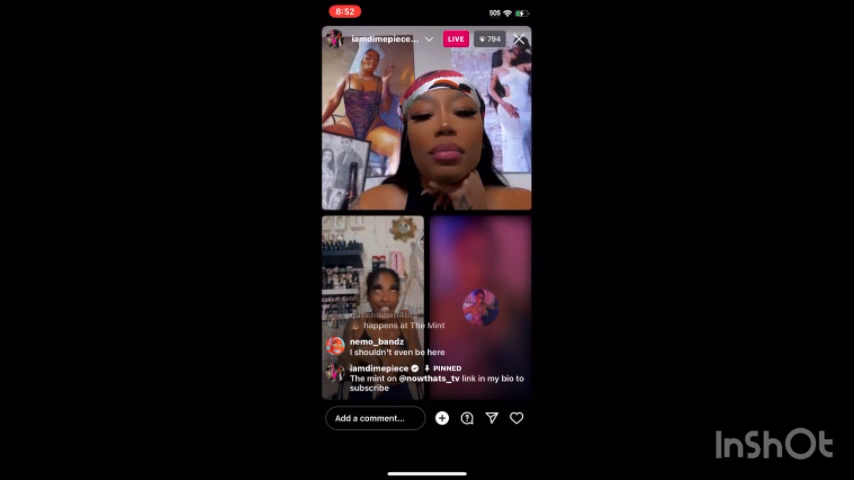 8:52
SOS
iamdimepiece...
LIVE
794
happens at The Mint
nemo_bandz
I shouldn't even be here
iamdimepiece PINNED
The mint on @nowthats_tv link in my bio to
subscribe
Add a comment...
InShOt